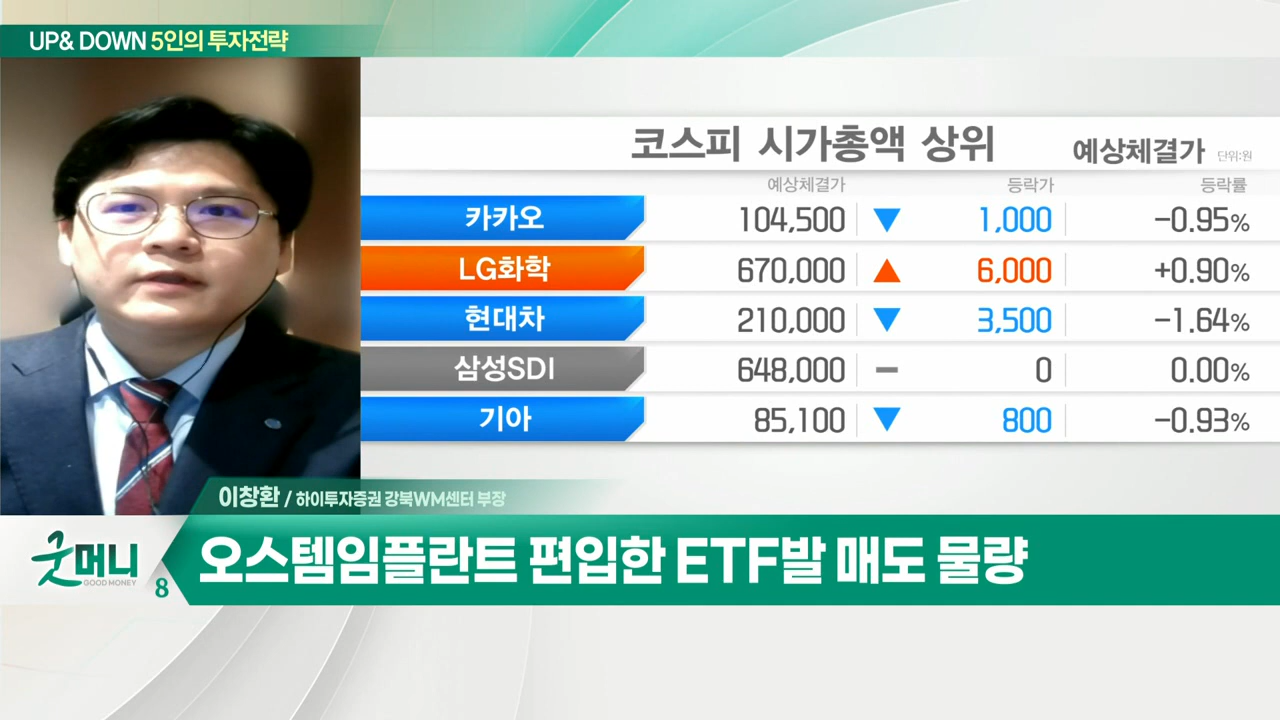 UP& DOWN 5인의 투자전략
코스피 시가총액 상위 예상체결가 단위:원
예상체결가 등락가 등락률
카카오 104,500 ▼ 1,000 -0.95%
LG화학 670,000 ▲ 6,000 +0.90%
현대차 210,000 ▼ 3,500 -1.64%
삼성SDI 648,000 - 0 0.00%
기아 85,100 ▼ 800 -0.93%
이창환 / 하이투자증권 강북WM센터 부장
굿머니 GOOD MONEY 8
오스템임플란트 편입한 ETF발 매도 물량